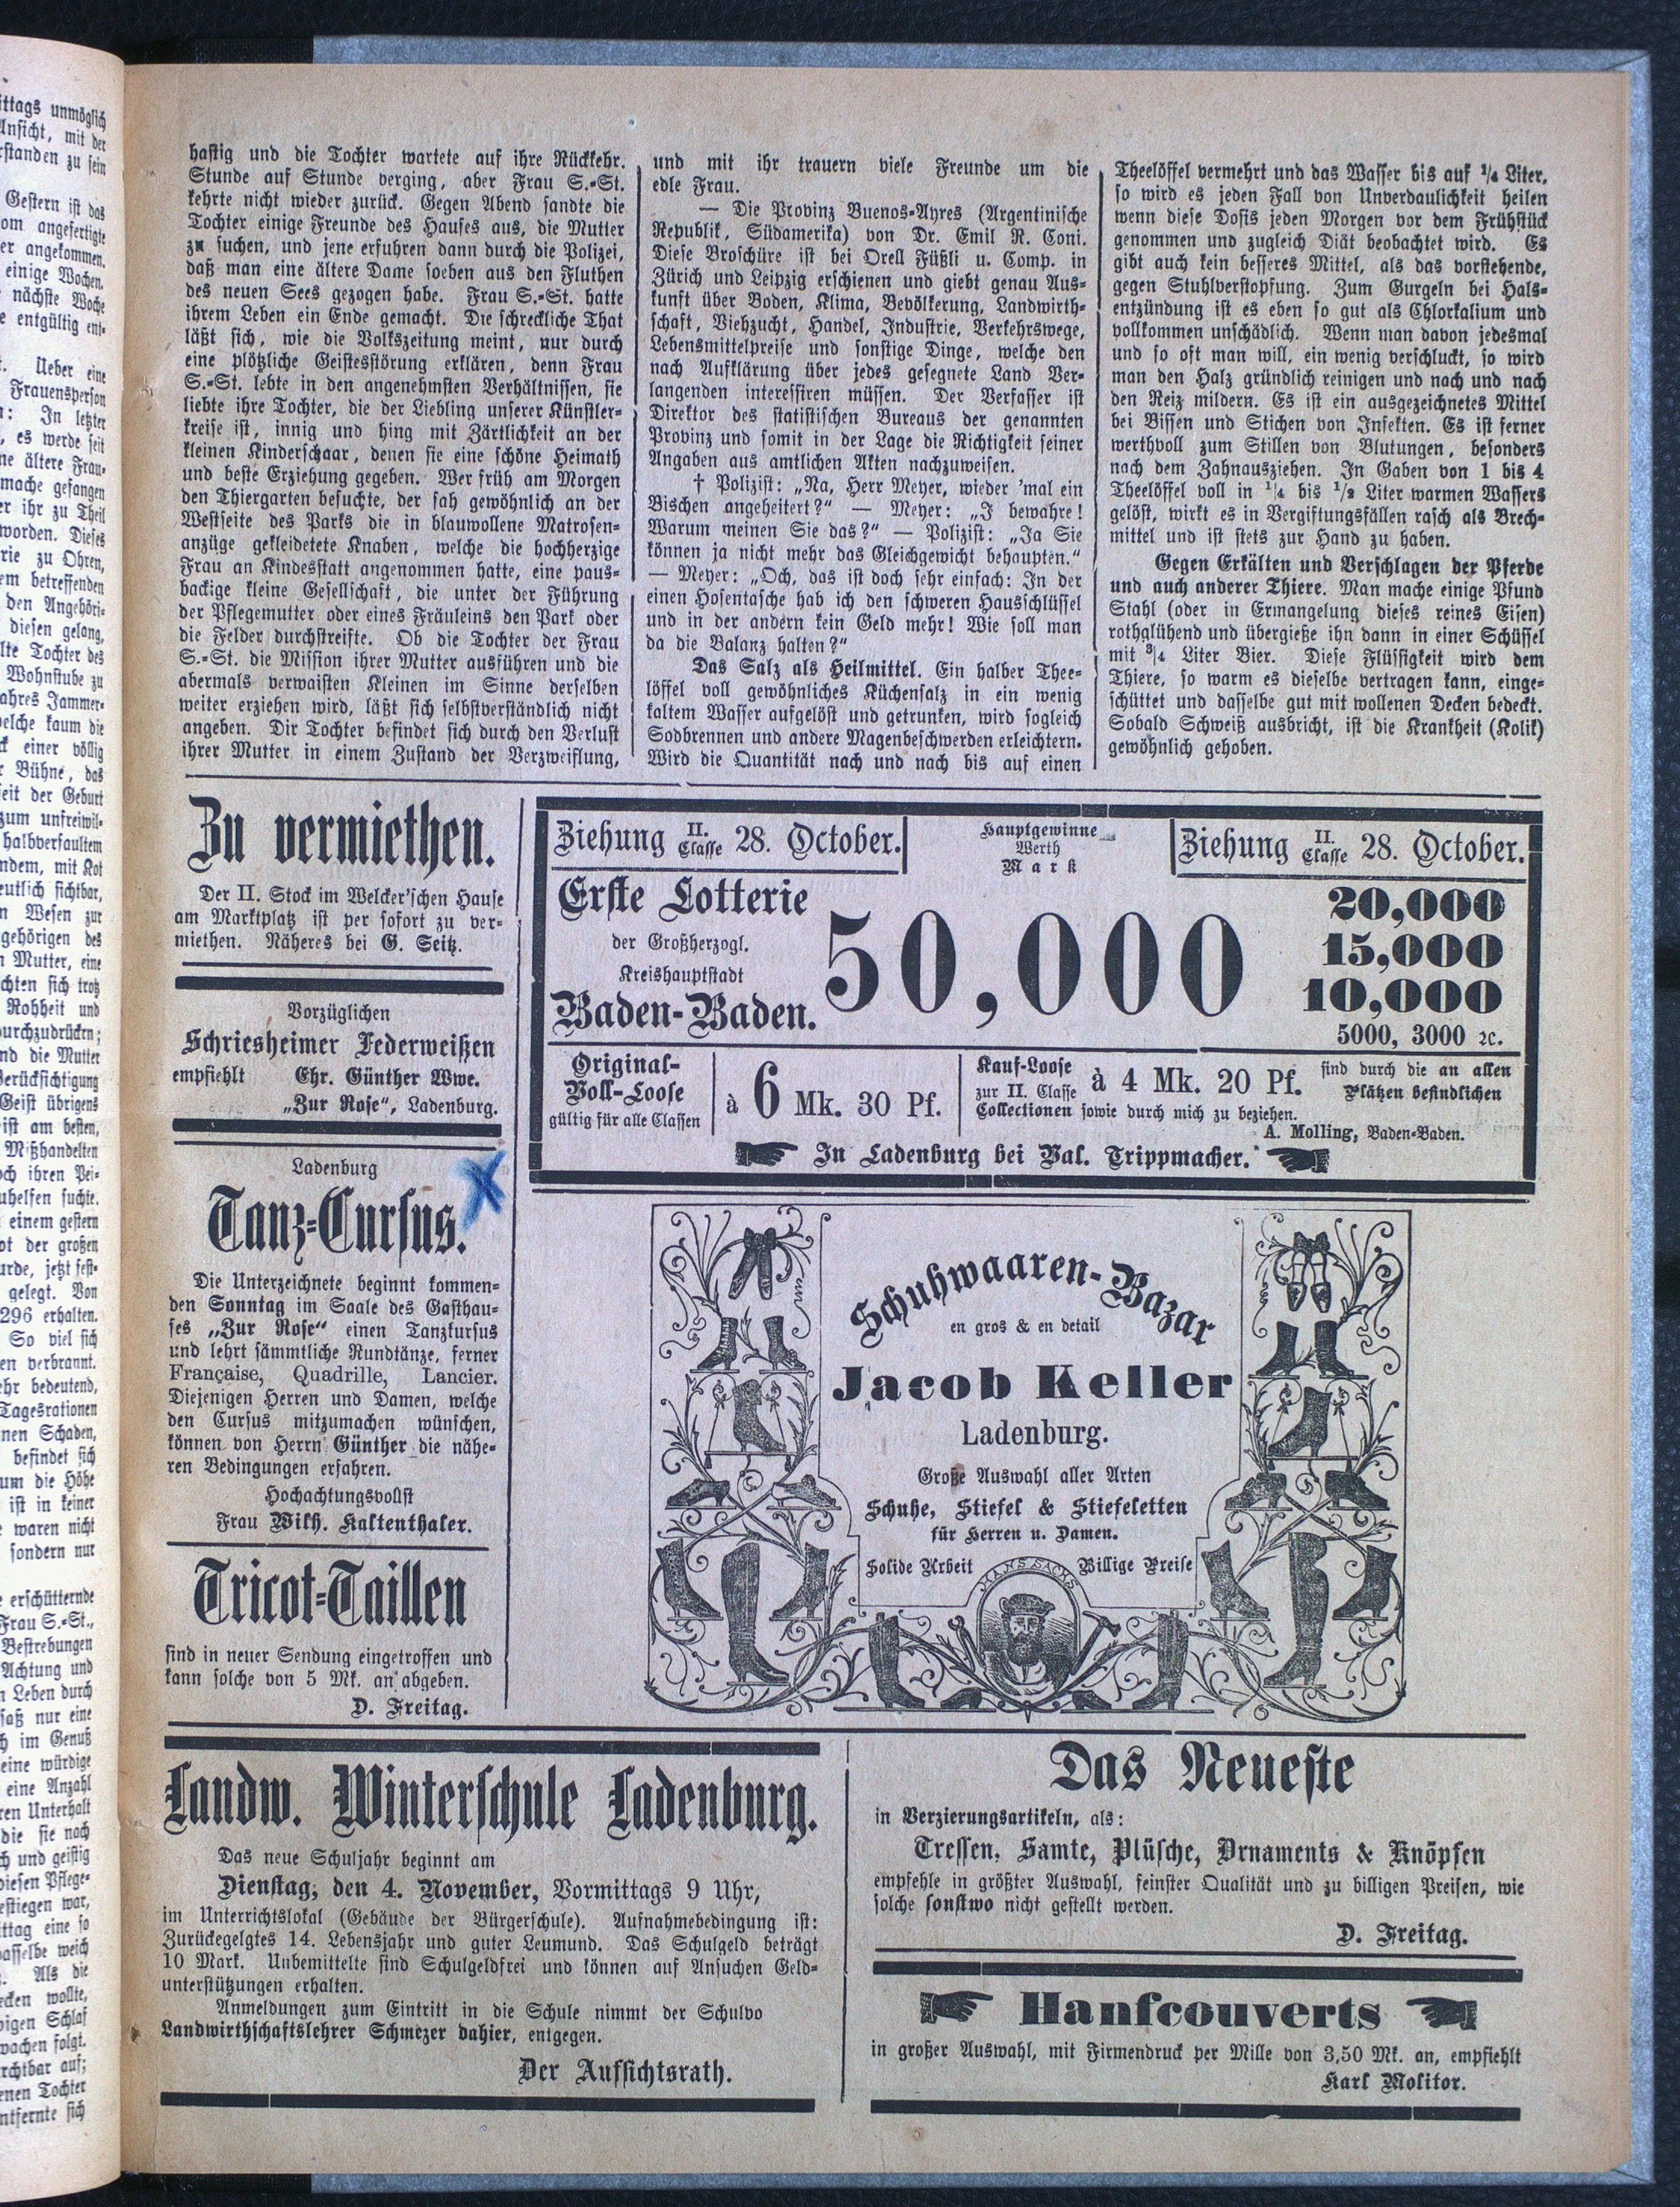 hastig und die Tochter wartete auf ihre Rückkehr.
Stunde auf Stunde verging, aber Frau S.-St.
kehrte nicht wieder zurück. Gegen Abend sandte die
Tochter einige Freunde des Hauses aus, die Mutter
zu suchen, und jene erfuhren dann durch die Polizei,
daß man eine ältere Dame soeben aus den Fluthen
des neuen Sees gezogen habe. Frau S.-St. hatte
ihrem Leben ein Ende gemacht. Die schreckliche That
läßt sich, wie die Volkszeitung meint, nur durch
eine plötzliche Geistesstörung erklären, denn Frau
S.-St. lebte in den angenehmsten Verhältnissen, sie
liebte ihre Tochter, die der Liebling unserer Künstler-
kreise ist, innig und hing mit Zärtlichkeit an der
kleinen Kinderschaar, denen sie eine schöne Heimath
und beste Erziehung gegeben. Wer früh am Morgen
den Thiergarten besuchte, der sah gewöhnlich an der
Westseite des Parks die in blauwollene Matrosen-
anzüge gekleidetete Knaben, welche die hochherzige
Frau an Kindesstatt angenommen hatte, eine paus-
backige kleine Gesellschaft, die unter der Führung
der Pflegemutter oder eines Fräuleins den Park oder
die Felder durchstreifte. Ob die Tochter der Frau
S.-St. die Mission ihrer Mutter ausführen und die
abermals verwaisten Kleinen im Sinne derselben
weiter erziehen wird, läßt sich selbstverständlich nicht
angeben. Dir Tochter befindet sich durch den Verlust
ihrer Mutter in einem Zustand der Verzweiflung,
und mit ihr trauern viele Freunde um die
edle Frau.
— Die Provinz Buenos-Ayres (Argentinische
Republik, Südamerika) von Dr. Emil R. Coni.
Diese Broschüre ist bei Orell Füßli u. Comp. in
Zürich und Leipzig erschienen und giebt genau Aus-
kunft über Boden, Klima, Bevölkerung, Landwirth-
schaft, Viehzucht, Handel, Industrie, Verkehrswege,
Lebensmittelpreise und sonstige Dinge, welche den
nach Aufklärung über jedes gesegnete Land Ver-
langenden interessiren müssen. Der Verfasser ist
Direktor des statistischen Bureaus der genannten
Provinz und somit in der Lage die Richtigkeit seiner
Angaben aus amtlichen Akten nachzuweisen.
† Polizist: „Na, Herr Meyer, wieder 'mal ein
Bischen angeheitert?" — Meyer: „I bewahre!
Warum meinen Sie das?" — Polizist: „Ja Sie
können ja nicht mehr das Gleichgewicht behaupten."
— Meyer: „Och, das ist doch sehr einfach: In der
einen Hosentasche hab ich den schweren Hausschlüssel
und in der andern kein Geld mehr! Wie soll man
da die Balanz halten?"
Das Salz als Heilmittel. Ein halber Thee-
löffel voll gewöhnliches Küchensalz in ein wenig
kaltem Wasser aufgelöst und getrunken, wird sogleich
Sodbrennen und andere Magenbeschwerden erleichtern.
Wird die Quantität nach und nach bis auf einen
Theelöffel vermehrt und das Wasser bis auf 1/4 Liter,
so wird es jeden Fall von Unverdaulichkeit heilen
wenn diese Dosis jeden Morgen vor dem Frühstück
genommen und zugleich Diät beobachtet wird. Es
gibt auch kein besseres Mittel, als das vorstehende,
gegen Stuhlverstopfung. Zum Gurgeln bei Hals-
entzündung ist es eben so gut als Chlorkalium und
vollkommen unschädlich. Wenn man davon jedesmal
und so oft man will, ein wenig verschluckt, so wird
man den Halz gründlich reinigen und nach und nach
den Reiz mildern. Es ist ein ausgezeichnetes Mittel
bei Bissen und Stichen von Insekten. Es ist ferner
werthvoll zum Stillen von Blutungen, besonders
nach dem Zahnausziehen. In Gaben von 1 bis 4
Theelöffel voll in 1/4 bis 1/2 Liter warmen Wassers
gelöst, wirkt es in Vergiftungsfällen rasch als Brech-
mittel und ist stets zur Hand zu haben.
Gegen Erkälten und Verschlagen der Pferde
und auch anderer Thiere. Man mache einige Pfund
Stahl (oder in Ermangelung dieses reines Eisen)
rothglühend und übergieße ihn dann in einer Schüssel
mit 3/4 Liter Bier. Diese Flüssigkeit wird dem
Thiere, so warm es dieselbe vertragen kann, einge-
schüttet und dasselbe gut mit wollenen Decken bedeckt.
Sobald Schweiß ausbricht, ist die Krankheit (Kolik)
gewöhnlich gehoben.
Zu vermiethen.
Der II. Stock im Welcker'schen Hause
am Marktplatz ist per sofort zu ver-
miethen. Näheres bei G. Seitz.
Vorzüglichen
Schriesheimer Federweißen
empfiehlt Chr. Günther Wwe.
„Zur Rose", Ladenburg.
Ladenburg
Tanz-Cursus.
Die Unterzeichnete beginnt kommen-
den Sonntag im Saale des Gasthau-
ses „Zur Rose" einen Tanzkursus
und lehrt sämmtliche Rundtänze, ferner
Française, Quadrille, Lancier.
Diejenigen Herren und Damen, welche
den Cursus mitzumachen wünschen,
können von Herrn Günther die nähe-
ren Bedingungen erfahren.
Hochachtungsvollst
Frau Wilh. Kaltenthaler.
Tricot-Taillen
sind in neuer Sendung eingetroffen und
kann solche von 5 Mk. an abgeben.
D. Freitag.
Ziehung II. Classe 28. October.
Hauptgewinne
Werth
Mark
Ziehung II. Classe 28. October.
Erste Lotterie
der Großherzogl.
Kreishauptstadt
Baden-Baden.
50,000
20,000
15,000
10,000
5000, 3000 ꝛc.
Original-
Voll-Loose
gültig für alle Classen
à 6 Mk. 30 Pf.
Kauf-Loose
zur II. Classe à 4 Mk. 20 Pf. sind durch die an allen
Plätzen befindlichen
Collectionen sowie durch mich zu beziehen.
A. Molling, Baden-Baden.
In Ladenburg bei Val. Trippmacher.
Schuhwaaren-Bazar
en gros & en detail
Jacob Keller
Ladenburg.
Große Auswahl aller Arten
Schuhe, Stiefel & Stiefeletten
für Herren u. Damen.
Solide Arbeit Billige Preise
HANS SACHS
Landw. Winterschule Ladenburg.
Das neue Schuljahr beginnt am
Dienstag, den 4. November, Vormittags 9 Uhr,
im Unterrichtslokal (Gebäude der Bürgerschule). Aufnahmebedingung ist:
Zurückgelgtes 14. Lebensjahr und guter Leumund. Das Schulgeld beträgt
10 Mark. Unbemittelte sind Schulgeldfrei und können auf Ansuchen Geld-
unterstützungen erhalten.
Anmeldungen zum Eintritt in die Schule nimmt der Schulvo
Landwirthschaftslehrer Schmezer dahier, entgegen.
Der Aufsichtsrath.
Das Neueste
in Verzierungsartikeln, als:
Tressen, Samte, Plüsche, Ornaments & Knöpfen
empfehle in größter Auswahl, feinster Qualität und zu billigen Preisen, wie
solche sonstwo nicht gestellt werden.
D. Freitag.
Hanfcouverts
in großer Auswahl, mit Firmendruck per Mille von 3,50 Mk. an, empfiehlt
Karl Molitor.